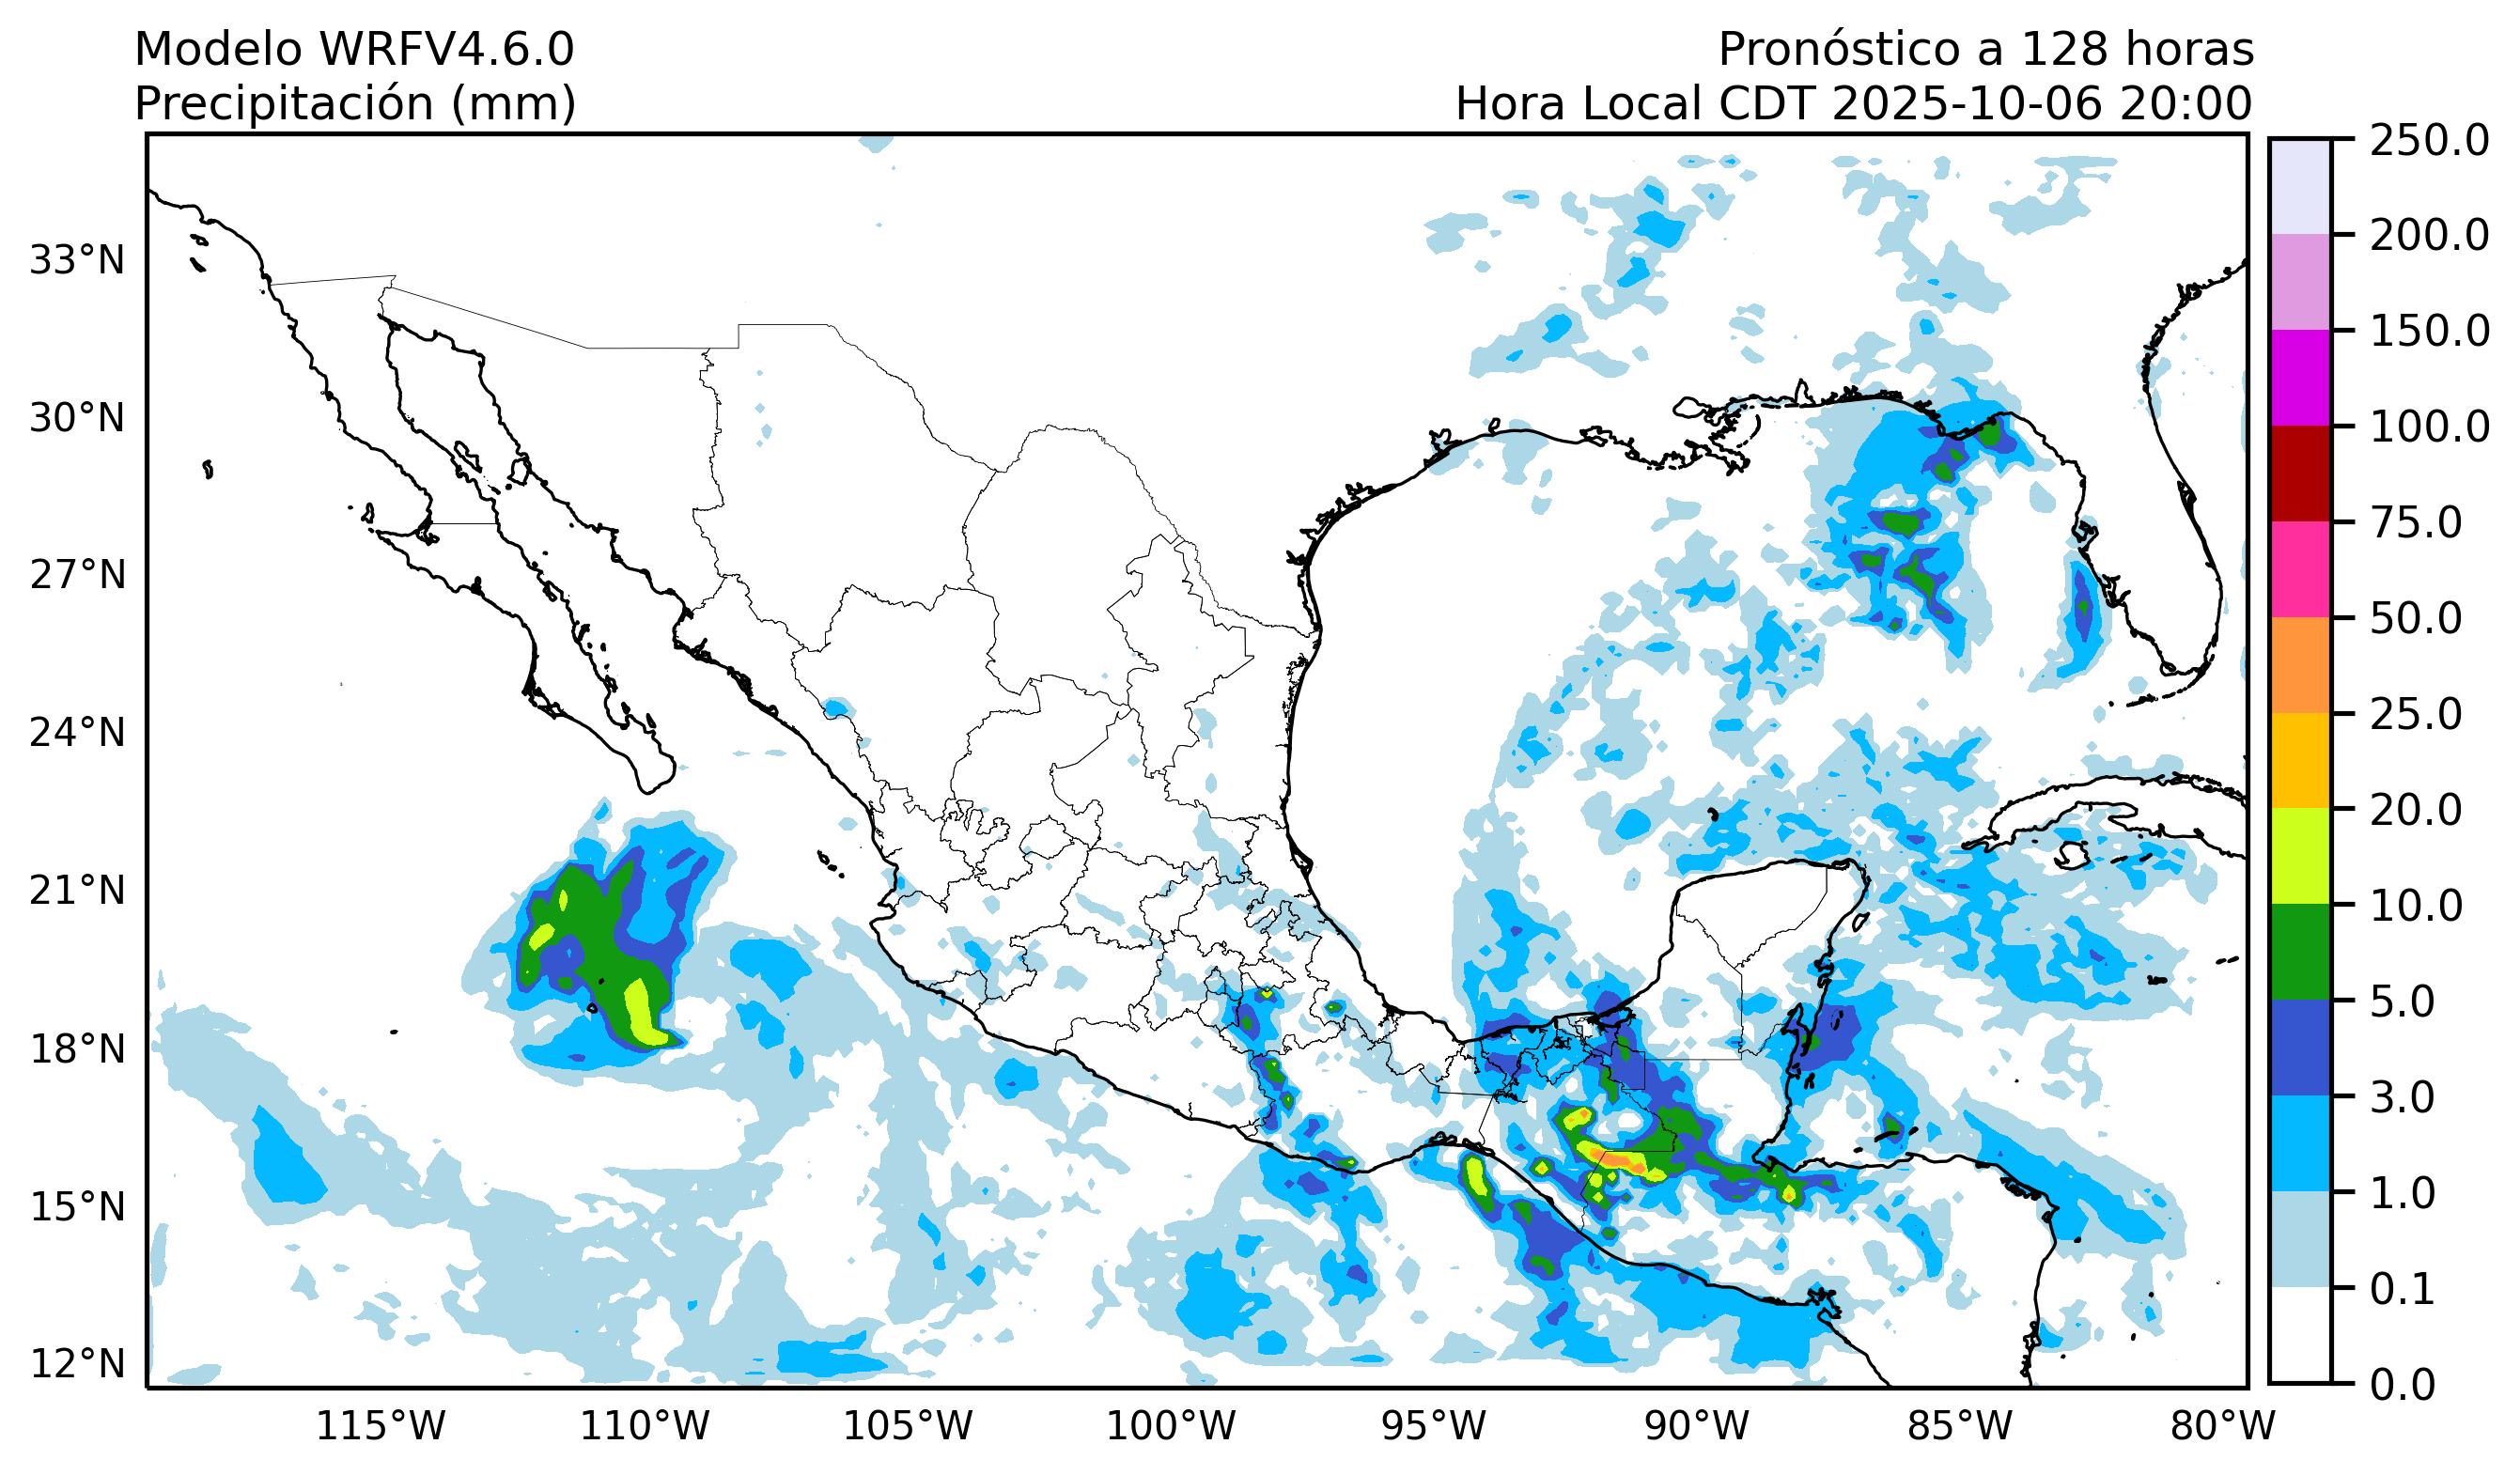 Modelo WRFV4.6.0
Pronóstico a 128 horas
Precipitación (mm)
Hora Local CDT 2025-10-06 20:00
250.0
200.0
150.0
100.0
75.0
50.0
25.0
20.0
10.0
5.0
3.0
1.0
0.1
0.0
33°N
30°N
27°N
24°N
21°N
18°N
15°N
12°N
115°W
110°W
105°W
100°W
95°W
90°W
85°W
80°W